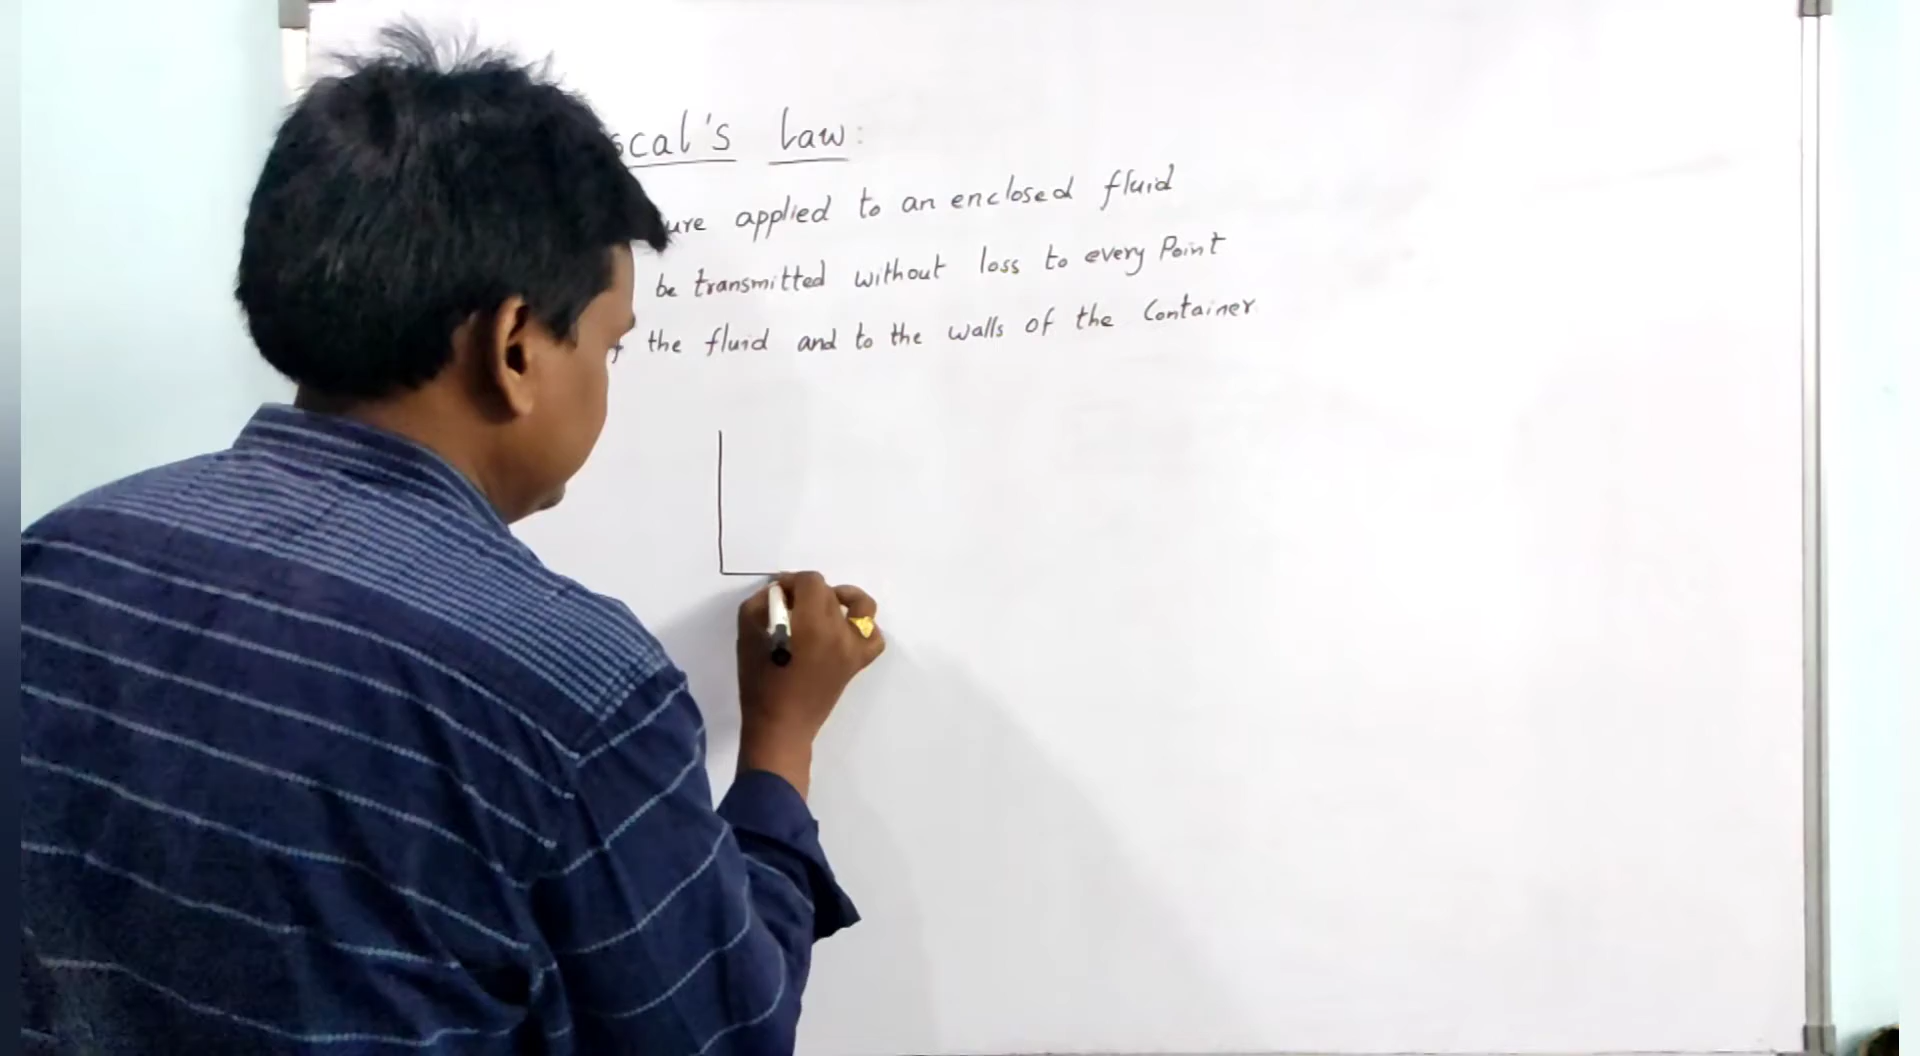 scal's Law:
ure applied to an enclosed fluid
be transmitted without loss to every Point
the fluid and to the walls of the Container